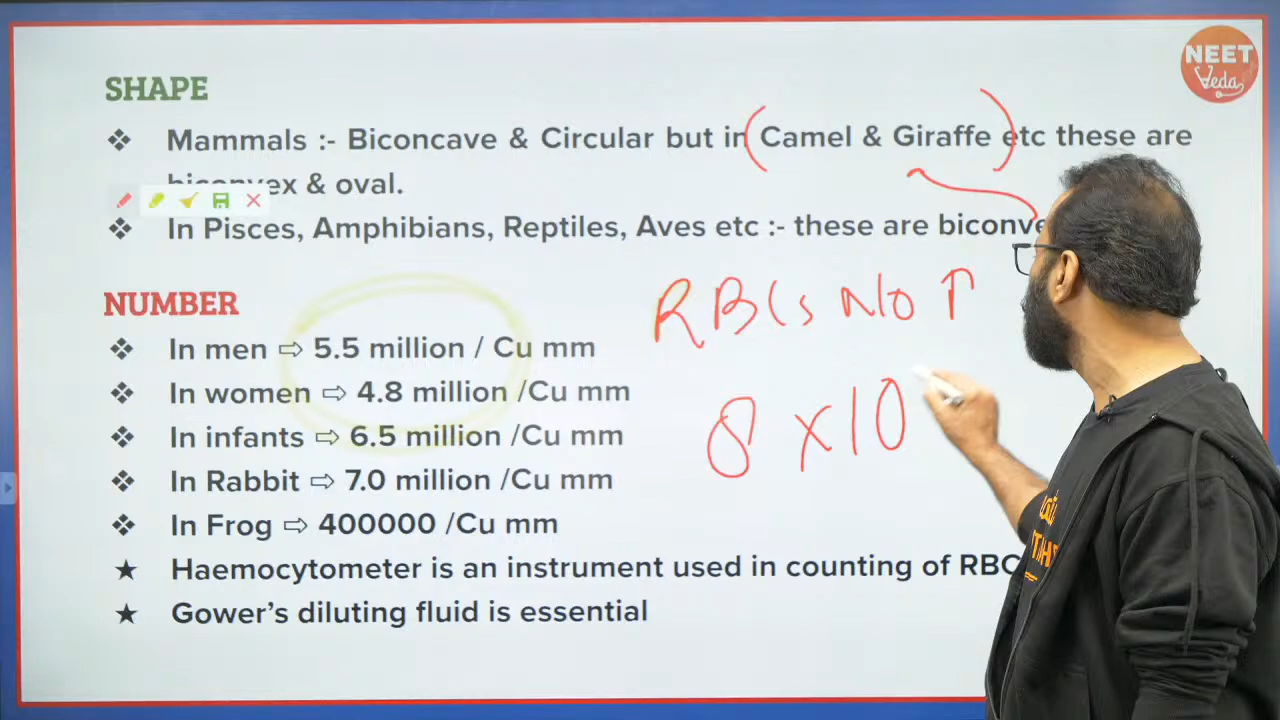 NEET
Veda
SHAPE
❖ Mammals :- Biconcave & Circular but in Camel & Giraffe etc these are
biconvex & oval.
❖ In Pisces, Amphibians, Reptiles, Aves etc :- these are biconve
NUMBER
RBCs No ↑
❖ In men ⇨ 5.5 million / Cu mm
❖ In women ⇨ 4.8 million /Cu mm
8 x 10
❖ In infants ⇨ 6.5 million /Cu mm
❖ In Rabbit ⇨ 7.0 million /Cu mm
❖ In Frog ⇨ 400000 /Cu mm
★ Haemocytometer is an instrument used in counting of RBC
★ Gower’s diluting fluid is essential